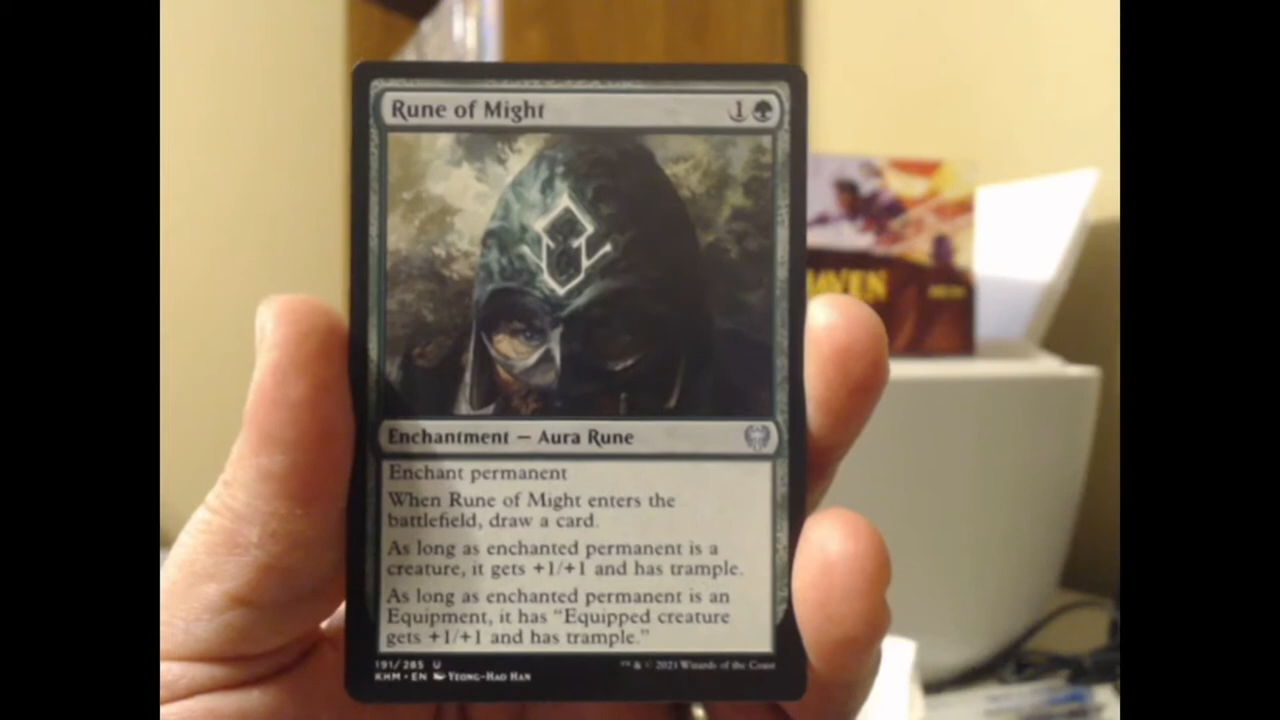 Rune of Might 1
Enchantment — Aura Rune
Enchant permanent
When Rune of Might enters the
battlefield, draw a card.
As long as enchanted permanent is a
creature, it gets +1/+1 and has trample.
As long as enchanted permanent is an
Equipment, it has “Equipped creature
gets +1/+1 and has trample.”
191/285 U
KHM • EN Yeong-Hao Han
™ & © 2021 Wizards of the Coast